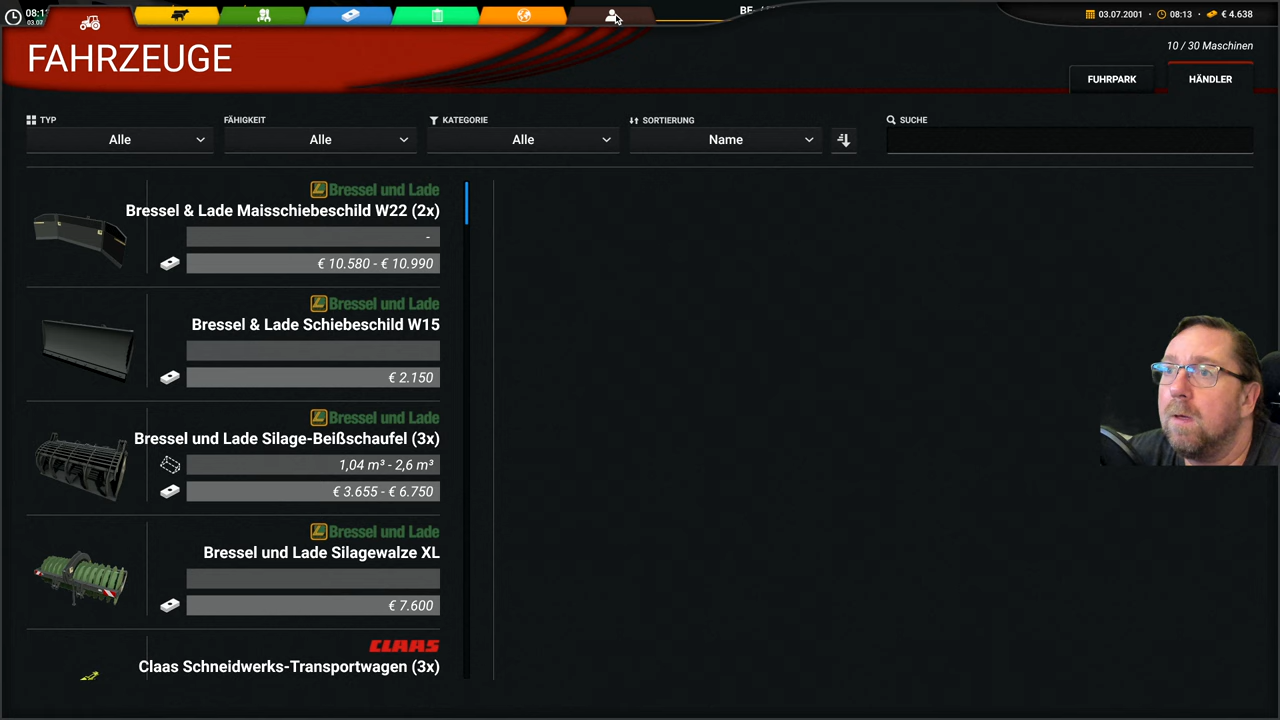 03.07.2001 · 08:13 · € 4.638
FAHRZEUGE
10 / 30 Maschinen
FUHRPARK
HÄNDLER
TYP
FÄHIGKEIT
KATEGORIE
SORTIERUNG
SUCHE
Alle
Alle
Alle
Name
Bressel und Lade
Bressel & Lade Maisschiebeschild W22 (2x)
-
€ 10.580 - € 10.990
Bressel und Lade
Bressel & Lade Schiebeschild W15
€ 2.150
Bressel und Lade
Bressel und Lade Silage-Beißschaufel (3x)
1,04 m³ - 2,6 m³
€ 3.655 - € 6.750
Bressel und Lade
Bressel und Lade Silagewalze XL
€ 7.600
CLAAS
Claas Schneidwerks-Transportwagen (3x)